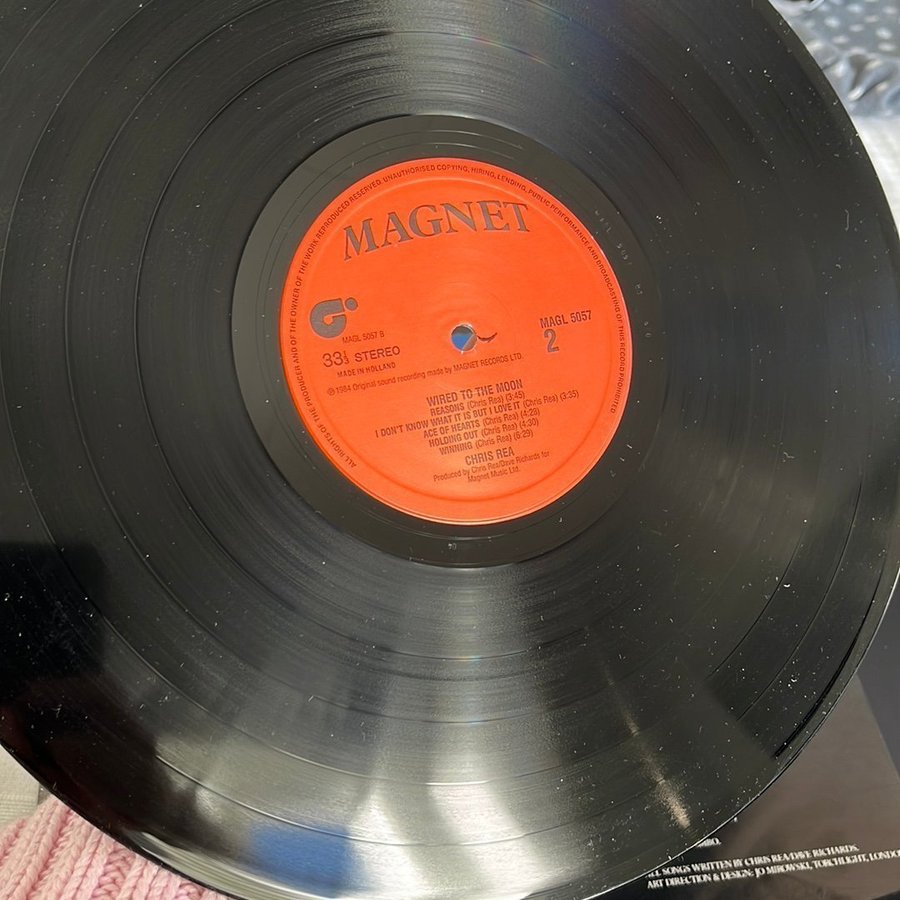 ALL RIGHTS OF THE PRODUCER AND OF THE OWNER OF THE WORK REPRODUCED RESERVED. UNAUTHORISED COPYING, HIRING, LENDING, PUBLIC PERFORMANCE AND BROADCASTING OF THIS RECORD PROHIBITED
MAGNET
MAGL 5057 B
MAGL 5057
33⅓ STEREO
2
MADE IN HOLLAND
℗ 1984 Original sound recording made by MAGNET RECORDS LTD.
WIRED TO THE MOON
REASONS (Chris Rea) (3:45)
I DON'T KNOW WHAT IT IS BUT I LOVE IT (Chris Rea) (3:35)
ACE OF HEARTS (Chris Rea) (4:28)
HOLDING OUT (Chris Rea) (4:30)
WINNING (Chris Rea) (5:29)
CHRIS REA
Produced by Chris Rea/Dave Richards for
Magnet Music Ltd.
SONGS WRITTEN BY CHRIS REA/DAVE RICHARDS.
ART DIRECTION & DESIGN: JO MIROWSKI, TORCHLIGHT, LONDON